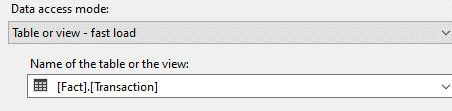 Data access mode:
Table or view - fast load
Name of the table or the view:
[Fact].[Transaction]